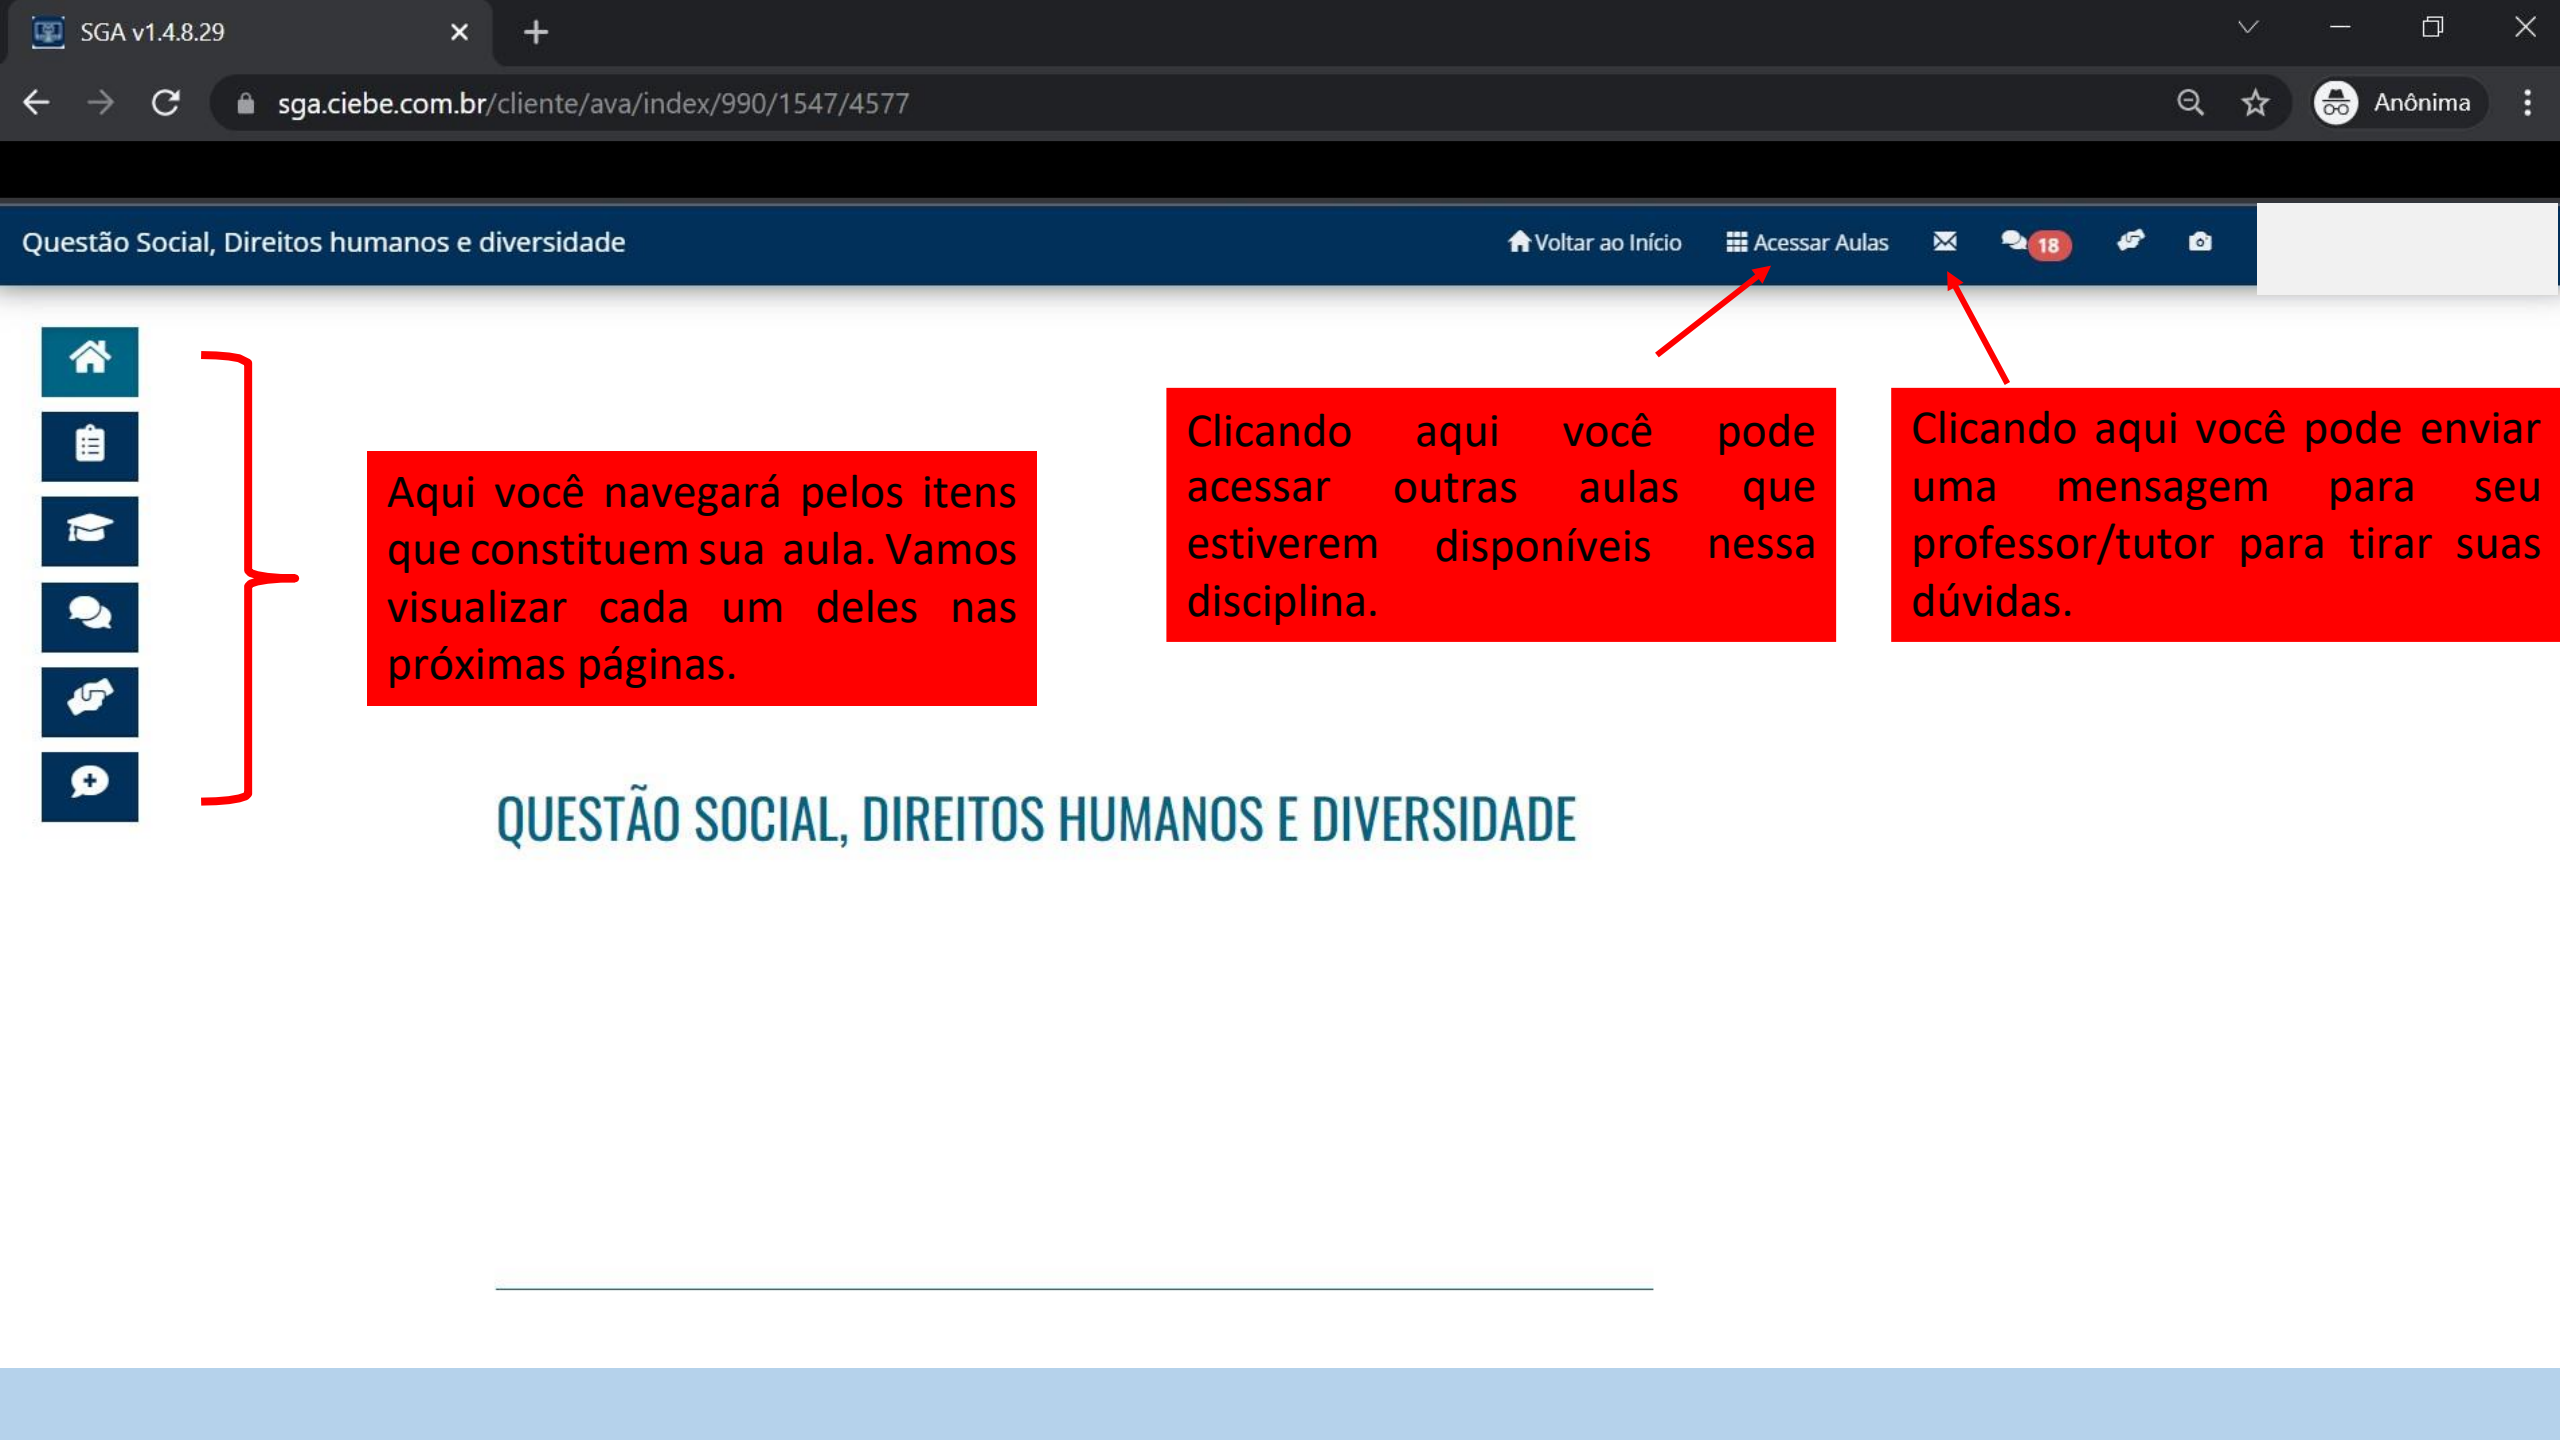 SGA v1.4.8.29
sga.ciebe.com.br/cliente/ava/index/990/1547/4577
Anônima
Questão Social, Direitos humanos e diversidade
Voltar ao Início
Acessar Aulas
18
Clicando aqui você pode
acessar outras aulas que
estiverem disponíveis nessa
disciplina.
Clicando aqui você pode enviar
uma mensagem para seu
professor/tutor para tirar suas
dúvidas.
Aqui você navegará pelos itens
que constituem sua aula. Vamos
visualizar cada um deles nas
próximas páginas.
QUESTÃO SOCIAL, DIREITOS HUMANOS E DIVERSIDADE